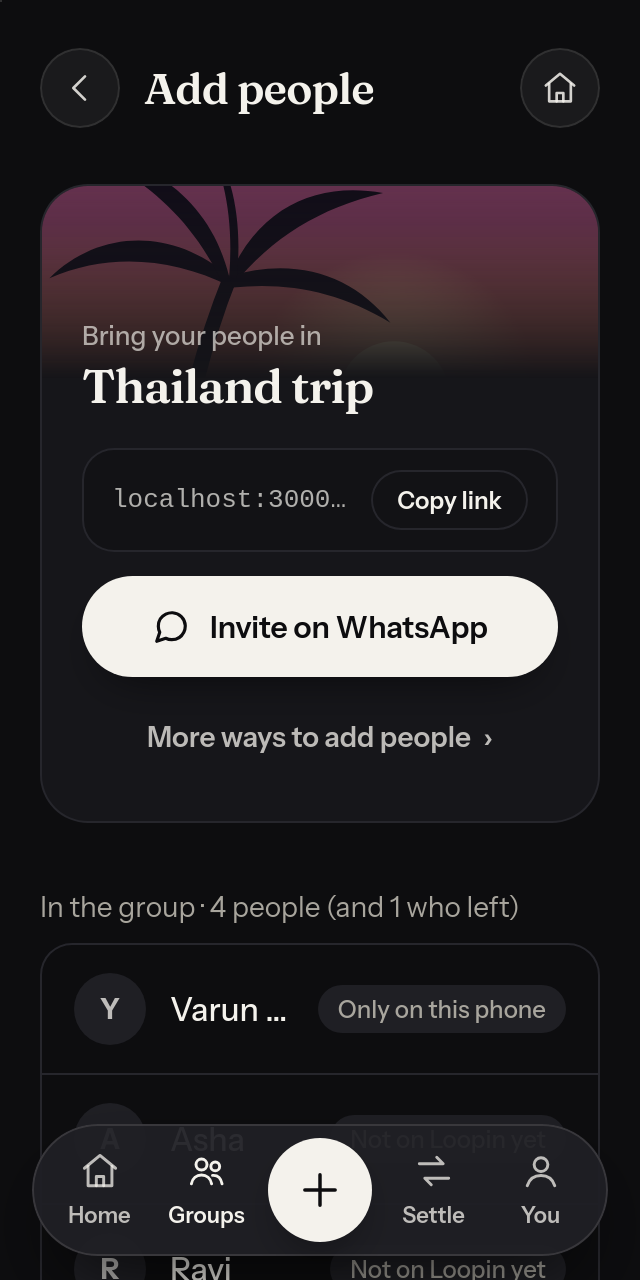 Add people
Bring your people in
Thailand trip
localhost:3000…
Copy link
Invite on WhatsApp
More ways to add people ›
In the group · 4 people (and 1 who left)
Y
Varun …
Only on this phone
A
Asha
Not on Loopin yet
Home
Groups
Settle
You
R
Ravi
Not on Loopin yet